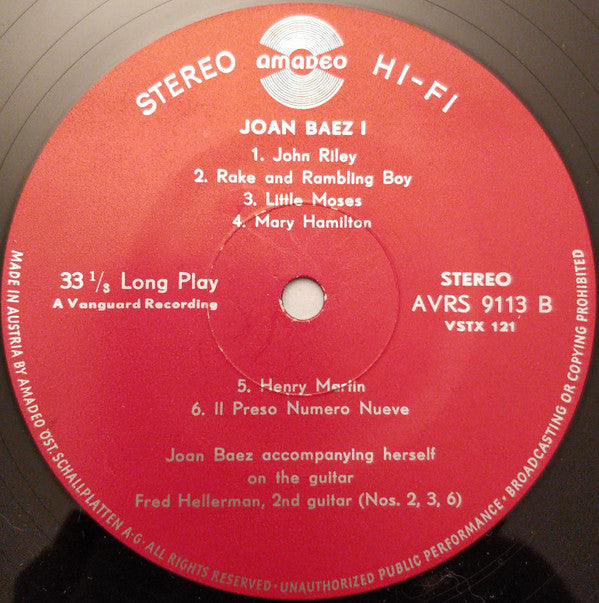 STEREO amadeo HI-FI
JOAN BAEZ I
1. John Riley
2. Rake and Rambling Boy
3. Little Moses
4. Mary Hamilton
33 1/3 Long Play
A Vanguard Recording
STEREO
AVRS 9113 B
VSTX 121
5. Henry Martin
6. Il Preso Numero Nueve
Joan Baez accompanying herself
on the guitar
Fred Hellerman, 2nd guitar (Nos. 2, 3, 6)
MADE IN AUSTRIA BY AMADEO ÖST. SCHALLPLATTEN A·G· ALL RIGHTS RESERVED · UNAUTHORIZED PUBLIC PERFORMANCE · BROADCASTING OR COPYING PROHIBITED